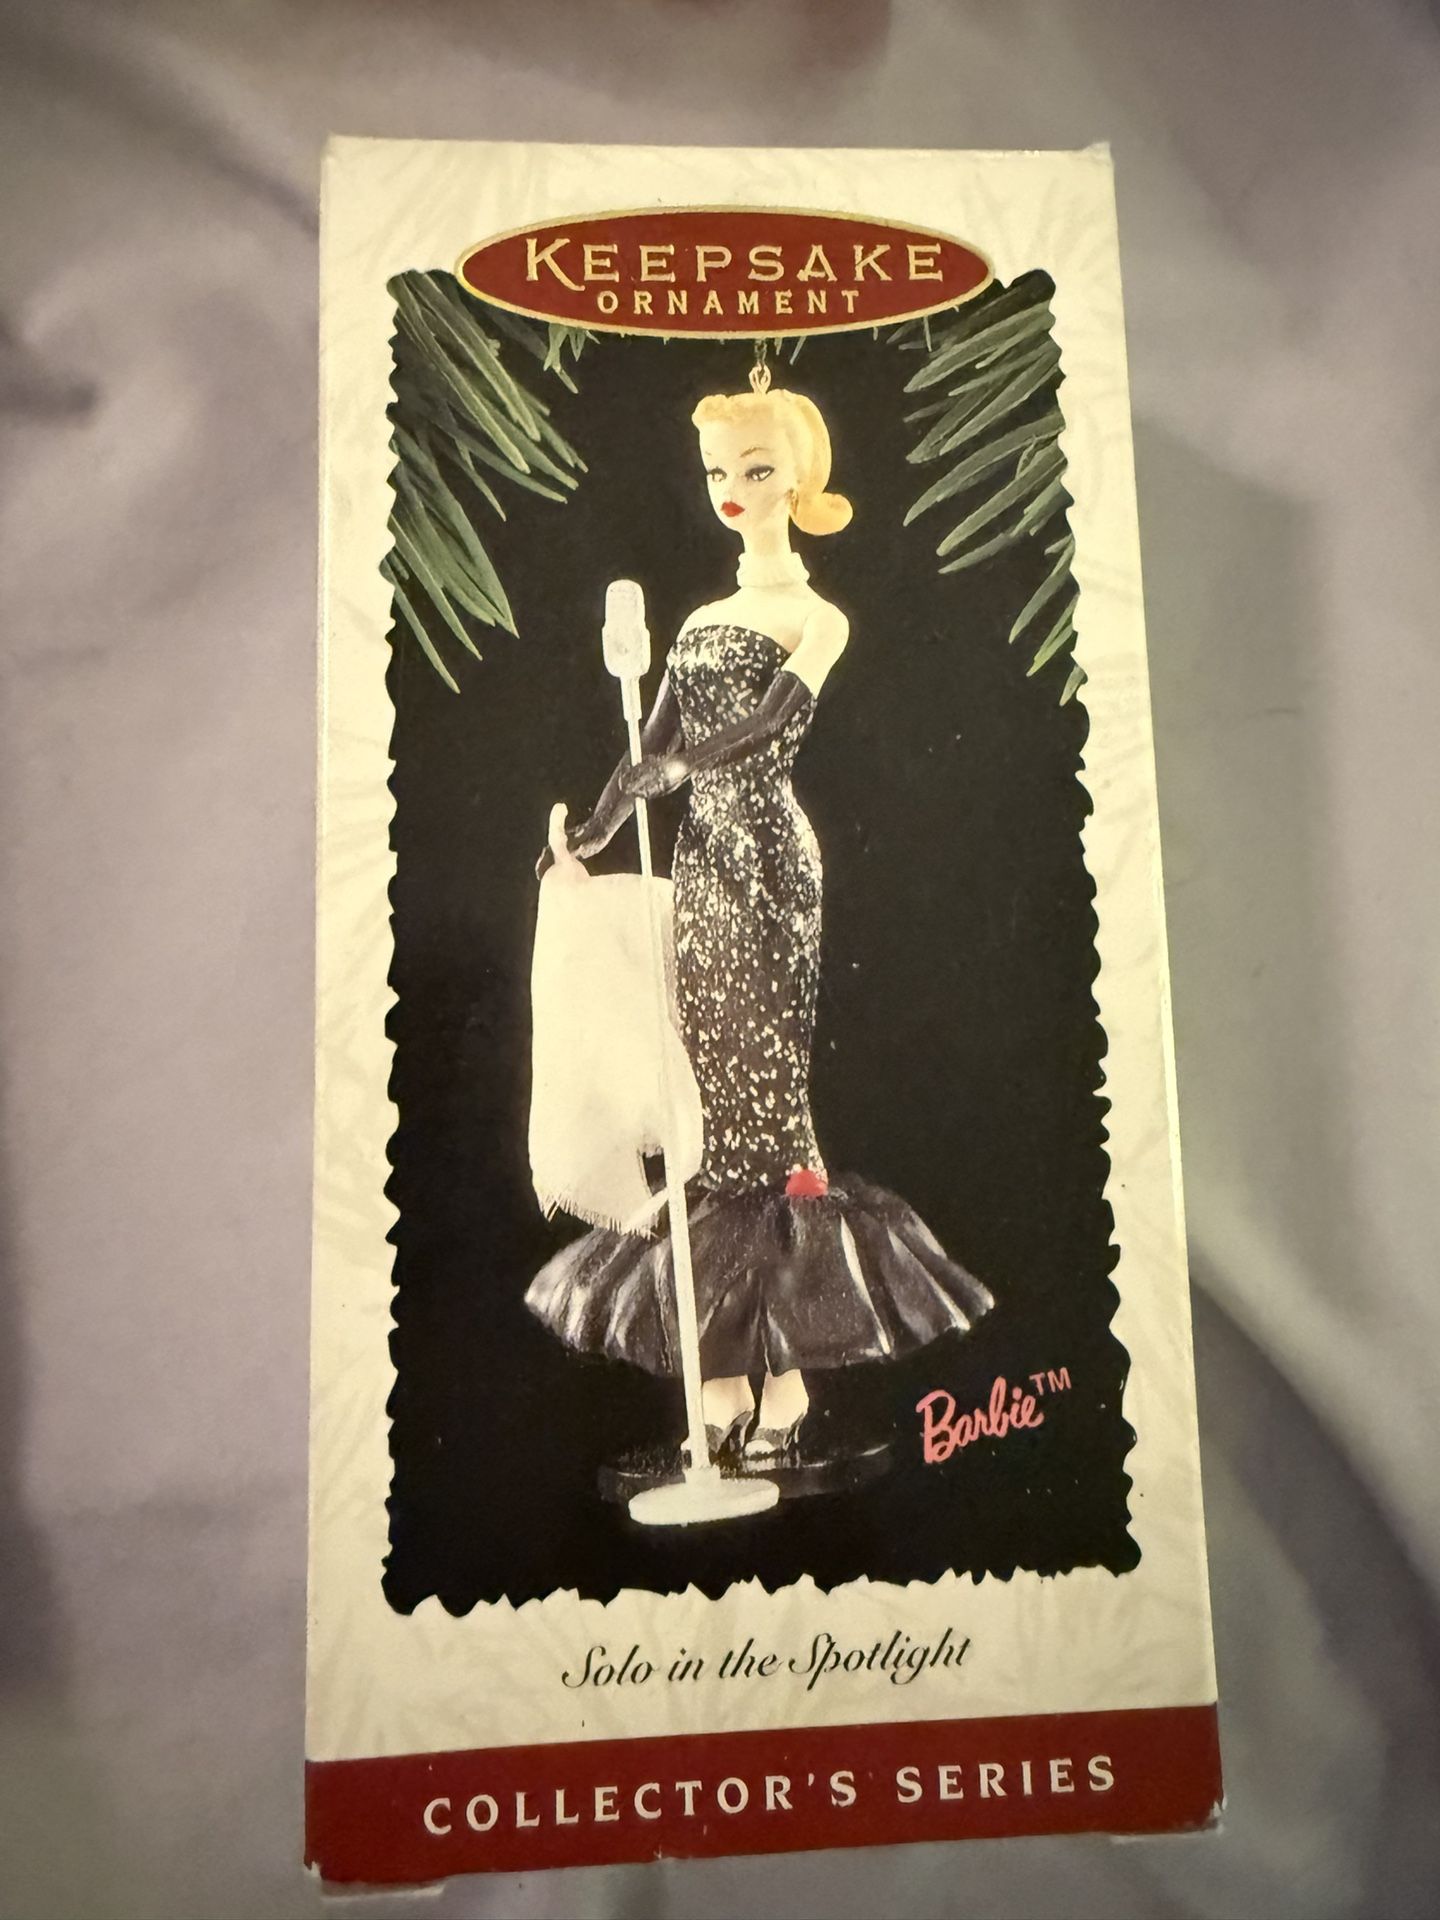 KEEPSAKE
ORNAMENT
Barbie™
Solo in the Spotlight
COLLECTOR'S SERIES